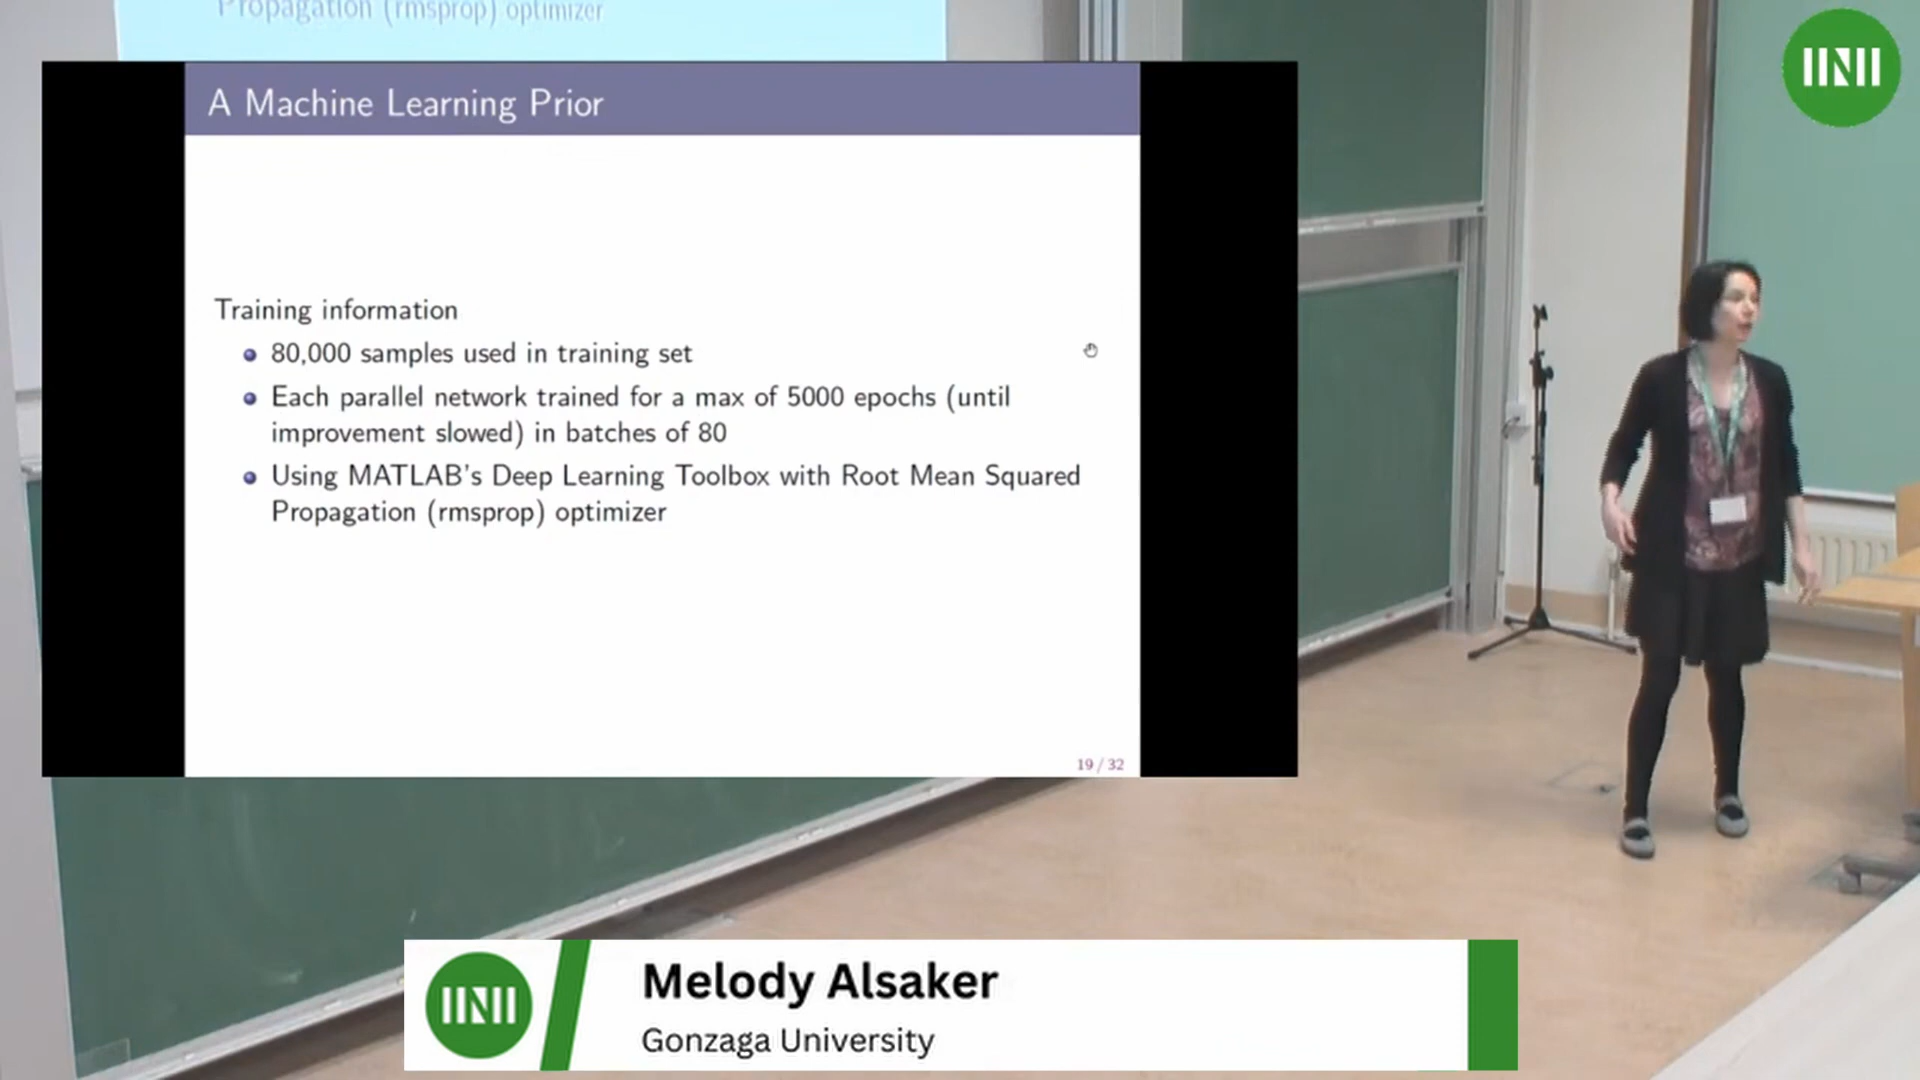 Propagation (rmsprop) optimizer
A Machine Learning Prior
Training information
80,000 samples used in training set
Each parallel network trained for a max of 5000 epochs (until
improvement slowed) in batches of 80
Using MATLAB's Deep Learning Toolbox with Root Mean Squared
Propagation (rmsprop) optimizer
19 / 32
Melody Alsaker
Gonzaga University